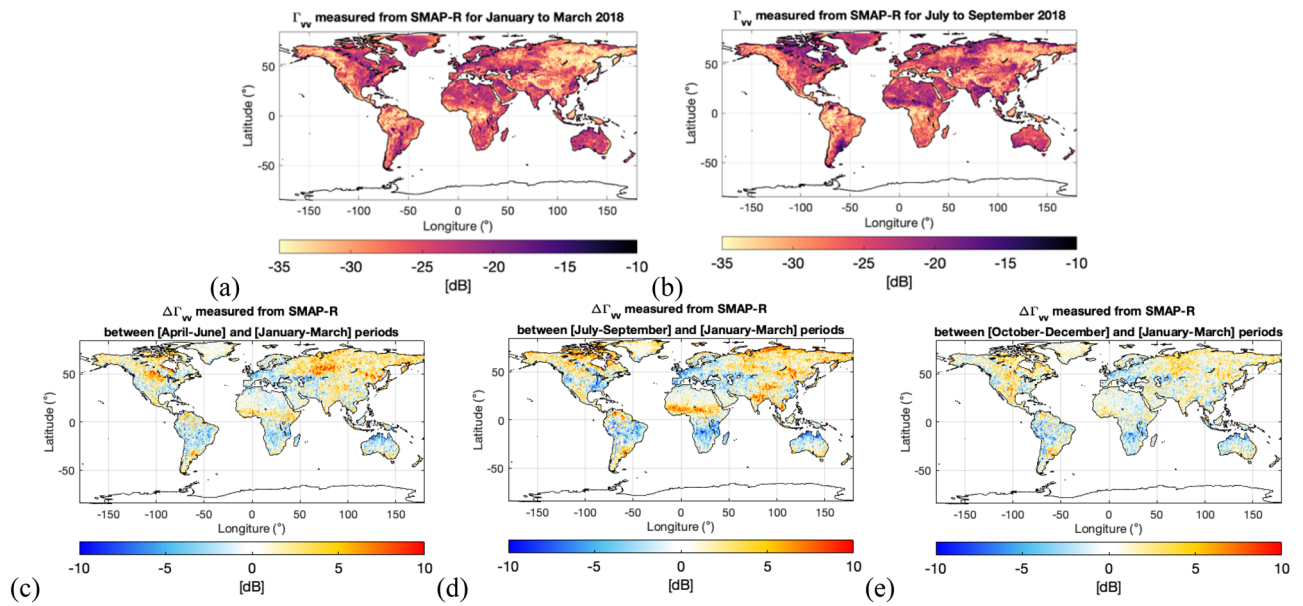 Γvv measured from SMAP-R for January to March 2018
Latitude (°)
50
0
-50
-150 -100 -50 0 50 100 150
Longiture (°)
-35 -30 -25 -20 -15 -10
[dB]
(a)
Γvv measured from SMAP-R for July to September 2018
Latitude (°)
50
0
-50
-150 -100 -50 0 50 100 150
Longiture (°)
-35 -30 -25 -20 -15 -10
[dB]
(b)
ΔΓvv measured from SMAP-R
between [April-June] and [January-March] periods
Latitude (°)
50
0
-50
-150 -100 -50 0 50 100 150
Longiture (°)
-10 -5 0 5 10
[dB]
(c)
ΔΓvv measured from SMAP-R
between [July-September] and [January-March] periods
Latitude (°)
50
0
-50
-150 -100 -50 0 50 100 150
Longiture (°)
-10 -5 0 5 10
[dB]
(d)
ΔΓvv measured from SMAP-R
between [October-December] and [January-March] periods
Latitude (°)
50
0
-50
-150 -100 -50 0 50 100 150
Longiture (°)
-10 -5 0 5 10
[dB]
(e)